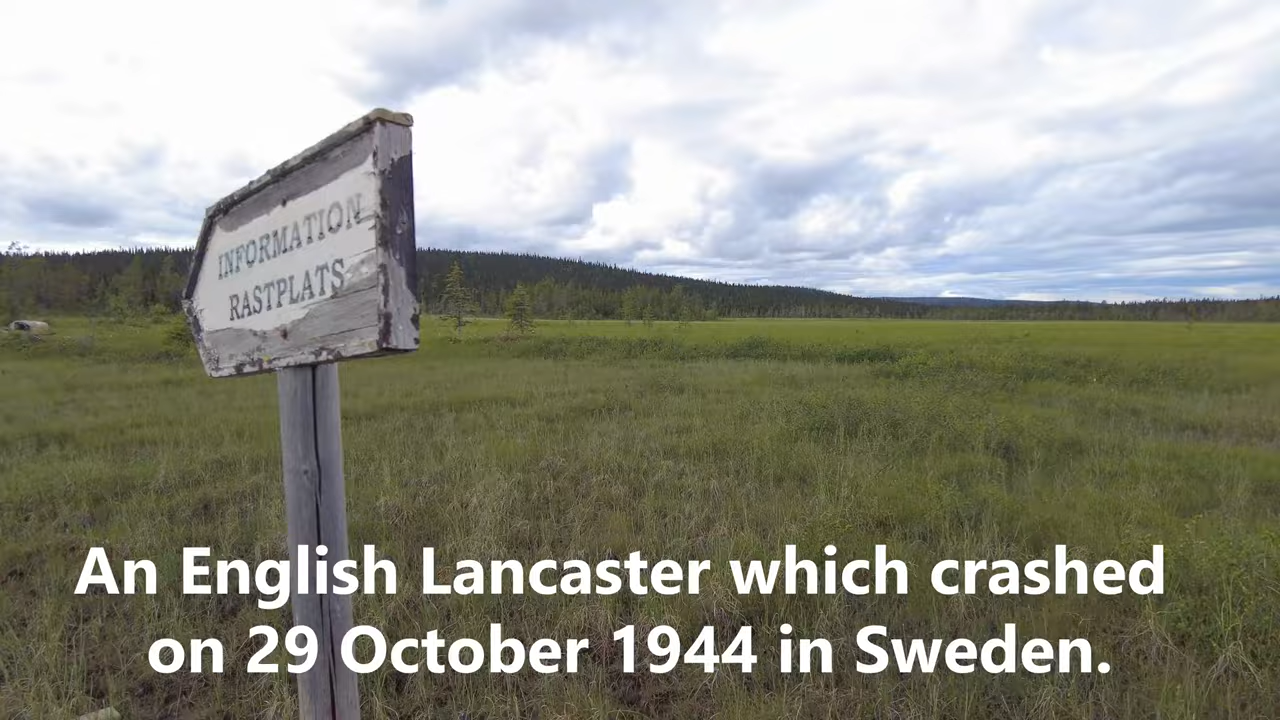 INFORMATION
RASTPLATS
An English Lancaster which crashed
on 29 October 1944 in Sweden.